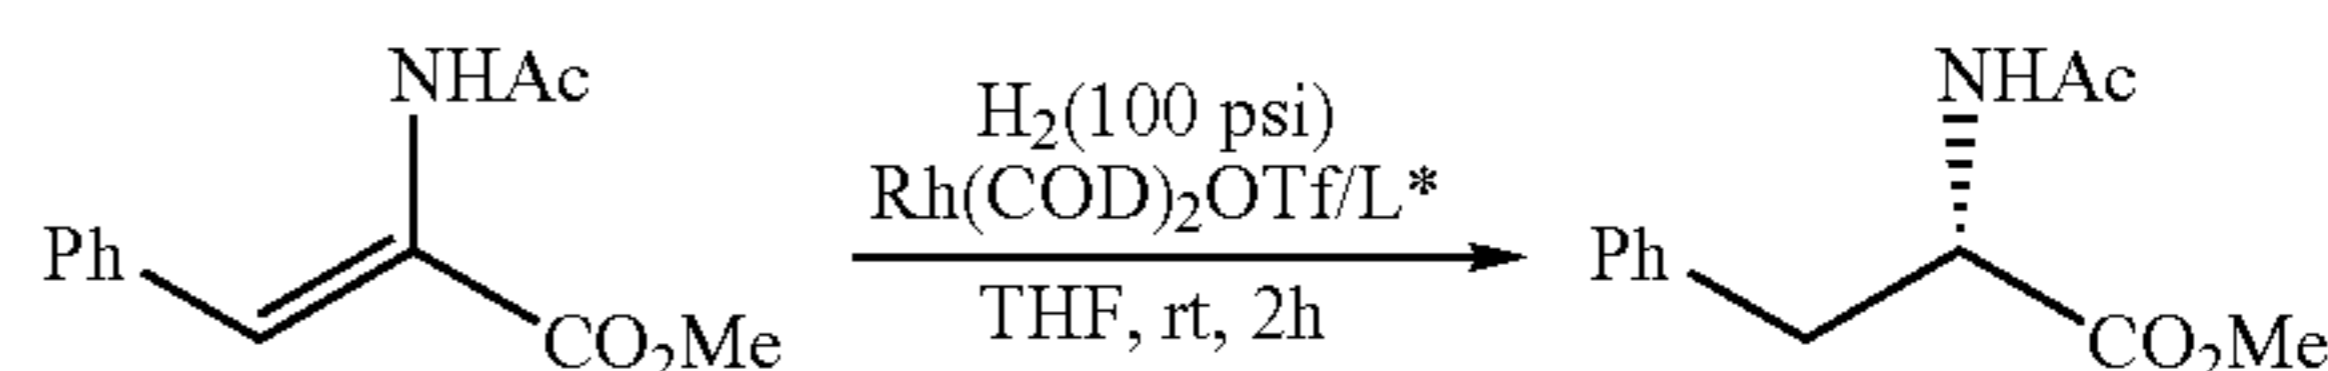 NHAc
Ph
CO₂Me
H₂(100 psi)
Rh(COD)₂OTf/L*
THF, rt, 2h
NHAc
Ph
CO₂Me